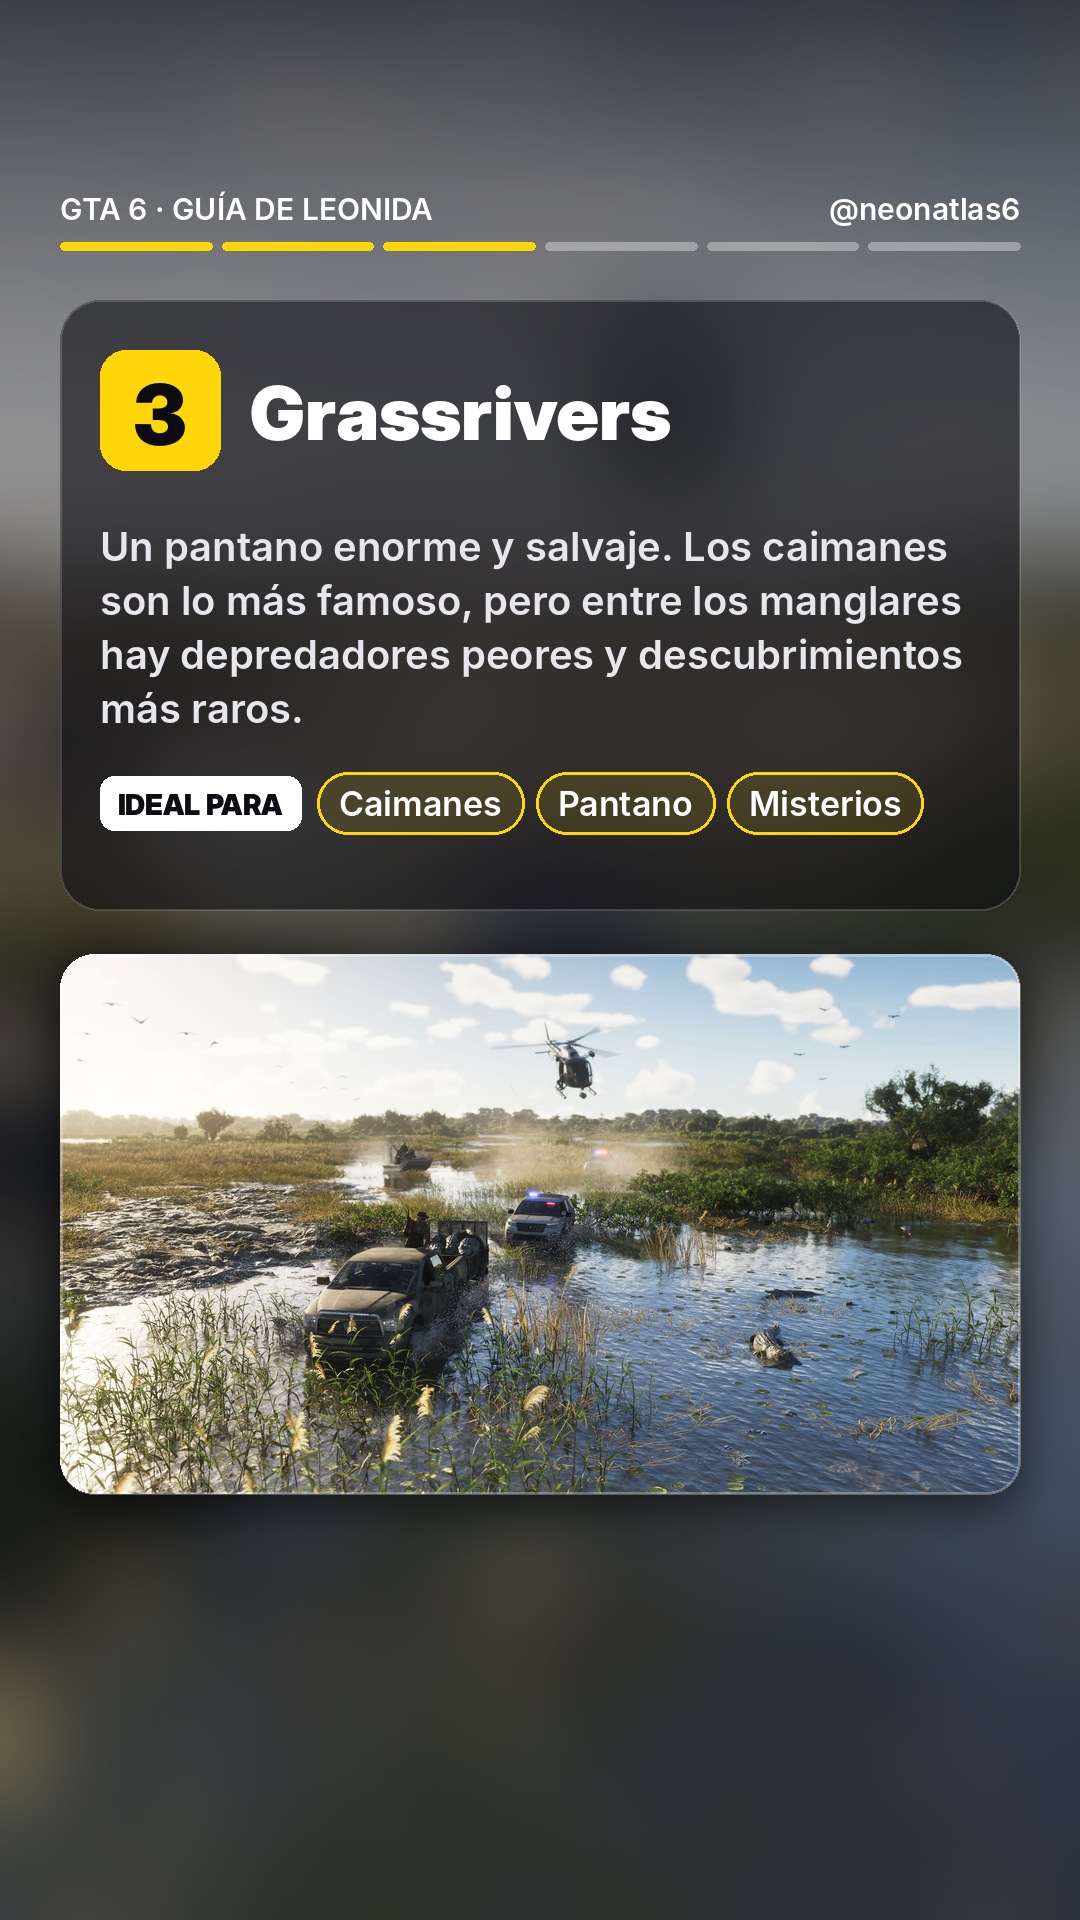 GTA 6 · GUÍA DE LEONIDA
@neonatlas6
3
Grassrivers
Un pantano enorme y salvaje. Los caimanes
son lo más famoso, pero entre los manglares
hay depredadores peores y descubrimientos
más raros.
IDEAL PARA
Caimanes
Pantano
Misterios